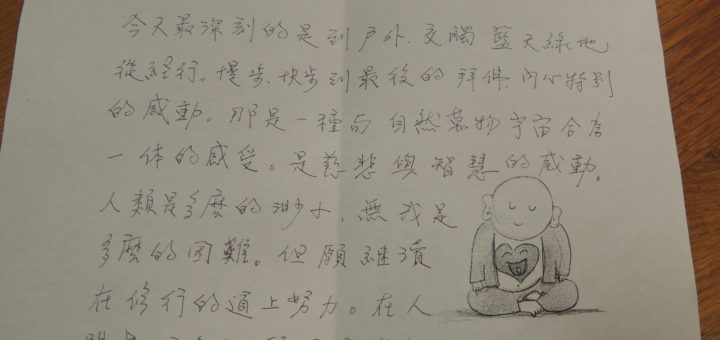 今天最深刻的是到戶外,交觸藍天綠地,
從經行。慢步、快步到最後的拜佛,內心特別
的感動。那是一種與自然萬物宇宙合為
一体的感受。是慈悲與智慧的感動。
人類是多麼的渺小,無我是
多麼的困難。但願継續
在修行的道上努力。在人